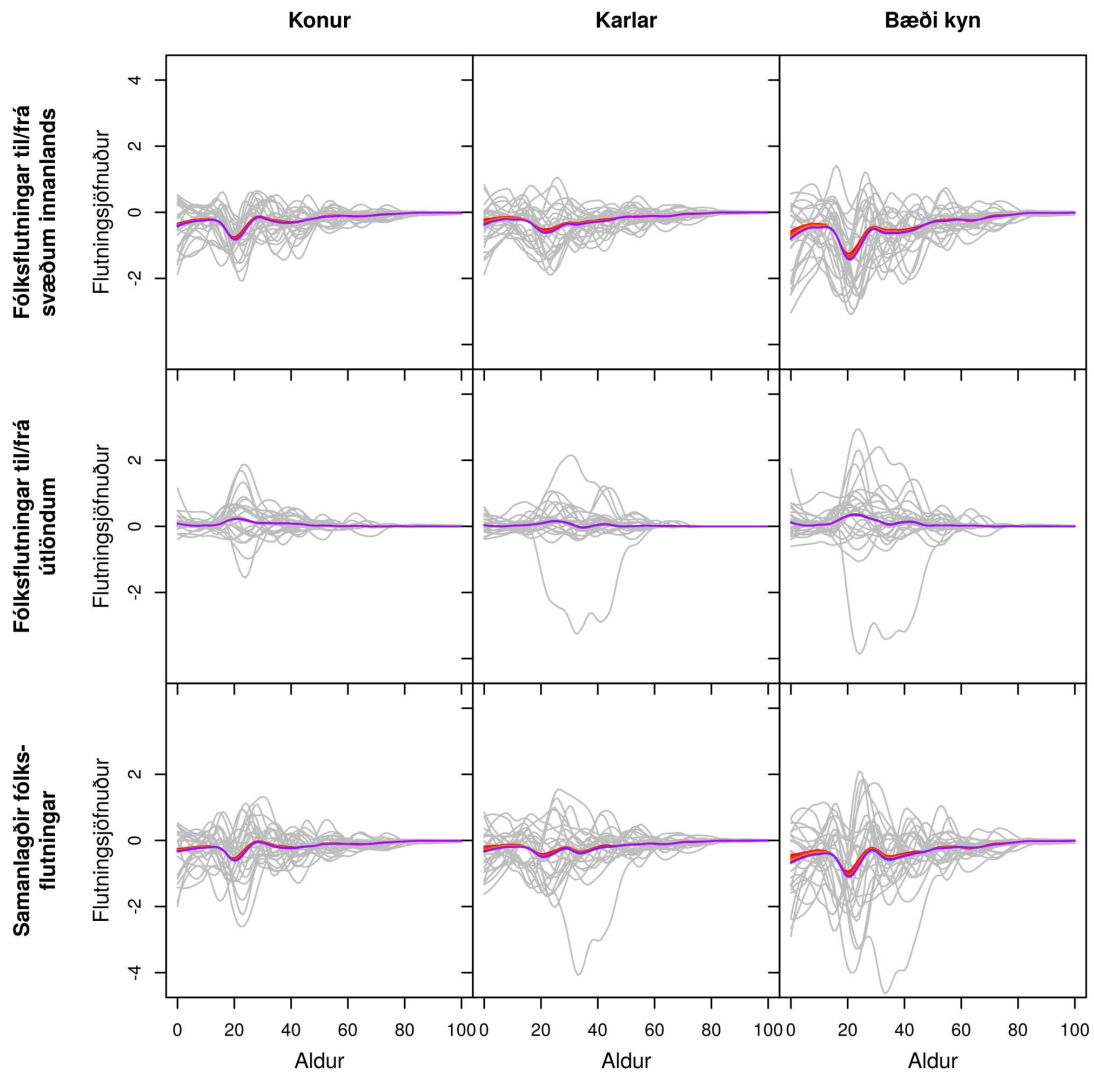 Konur Karlar Bæði kyn
Fólksflutningar til/frá
svæðum innanlands
Flutningsjöfnuður
4
2
0
-2
Fólksflutningar til/frá
útlöndum
Flutningsjöfnuður
2
0
-2
Samanlagðir fólks-
flutningar
Flutningsjöfnuður
2
0
-2
-4
0 20 40 60 80 100 0 20 40 60 80 100 0 20 40 60 80 100
Aldur Aldur Aldur